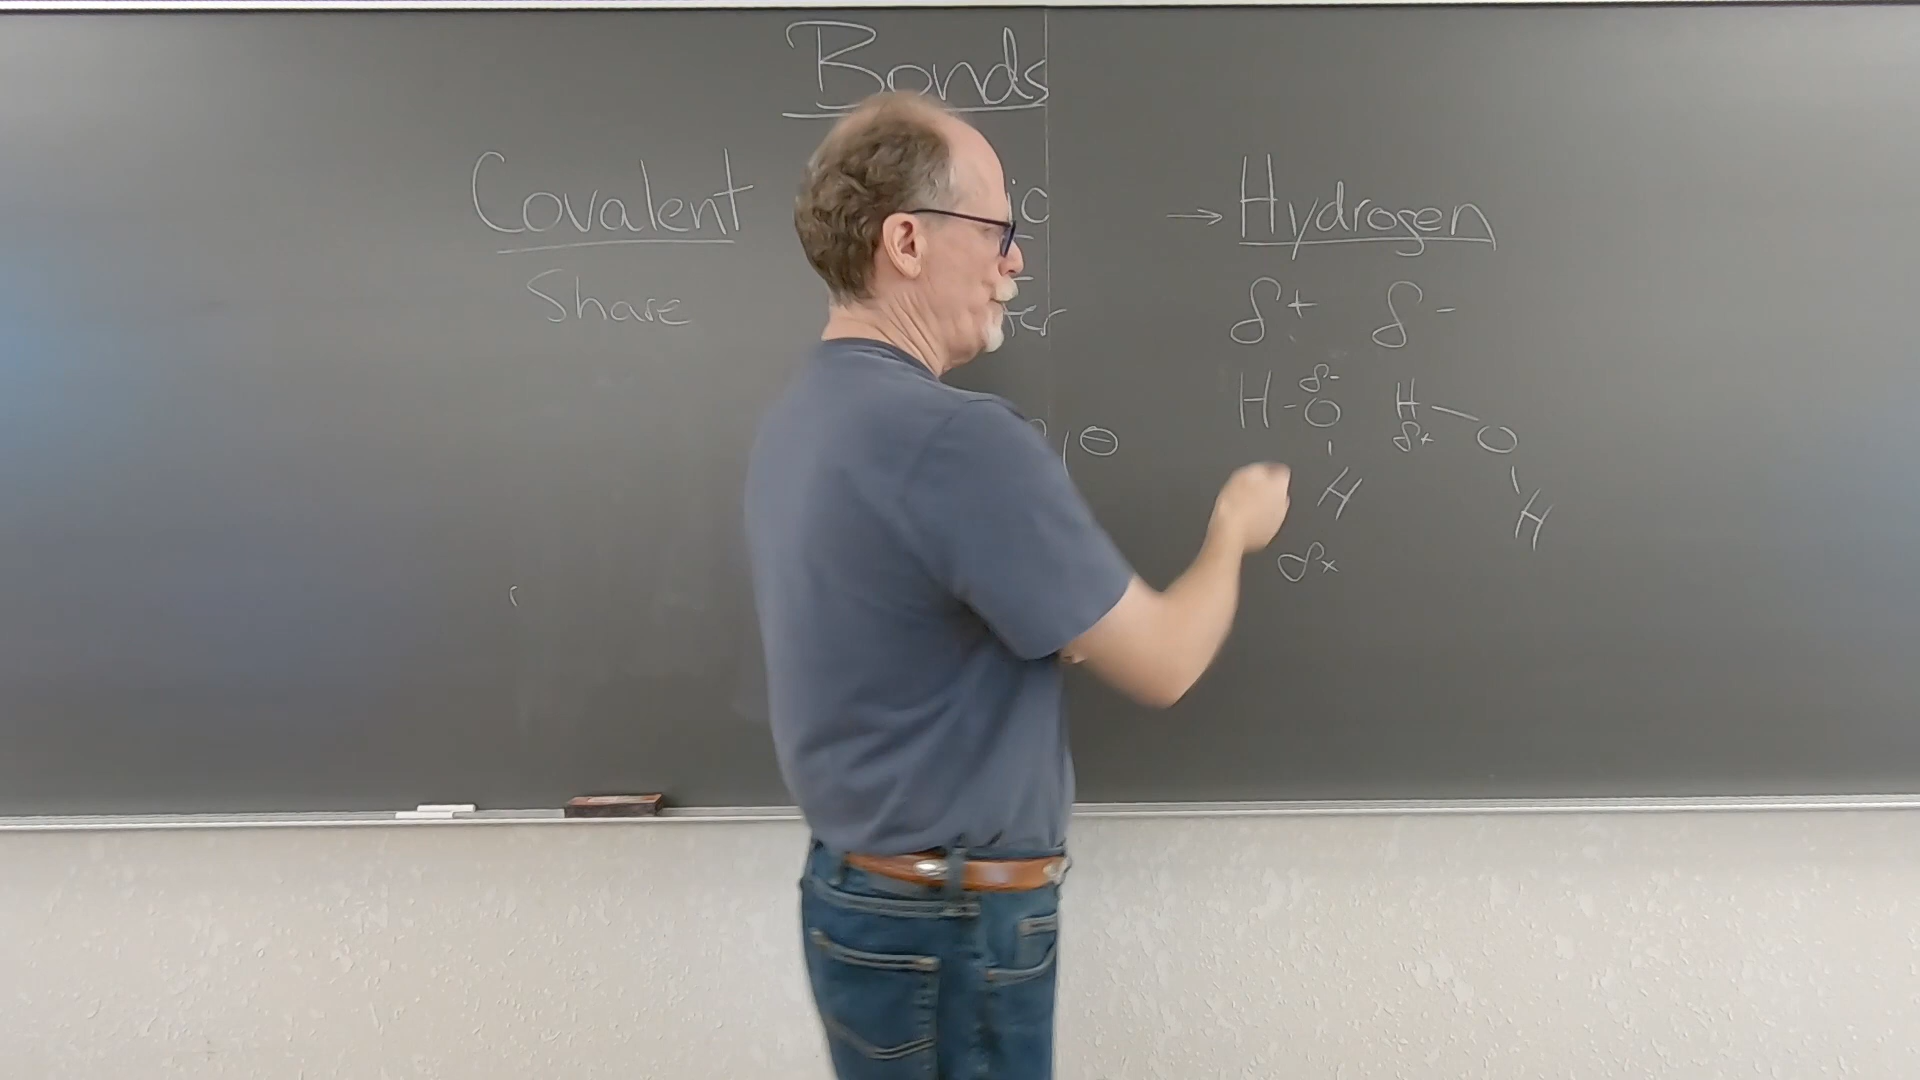 Bonds
Covalent → Hydrogen
Share
δ+ δ-
δ-
H-O H—O
δ+
H H
δ+